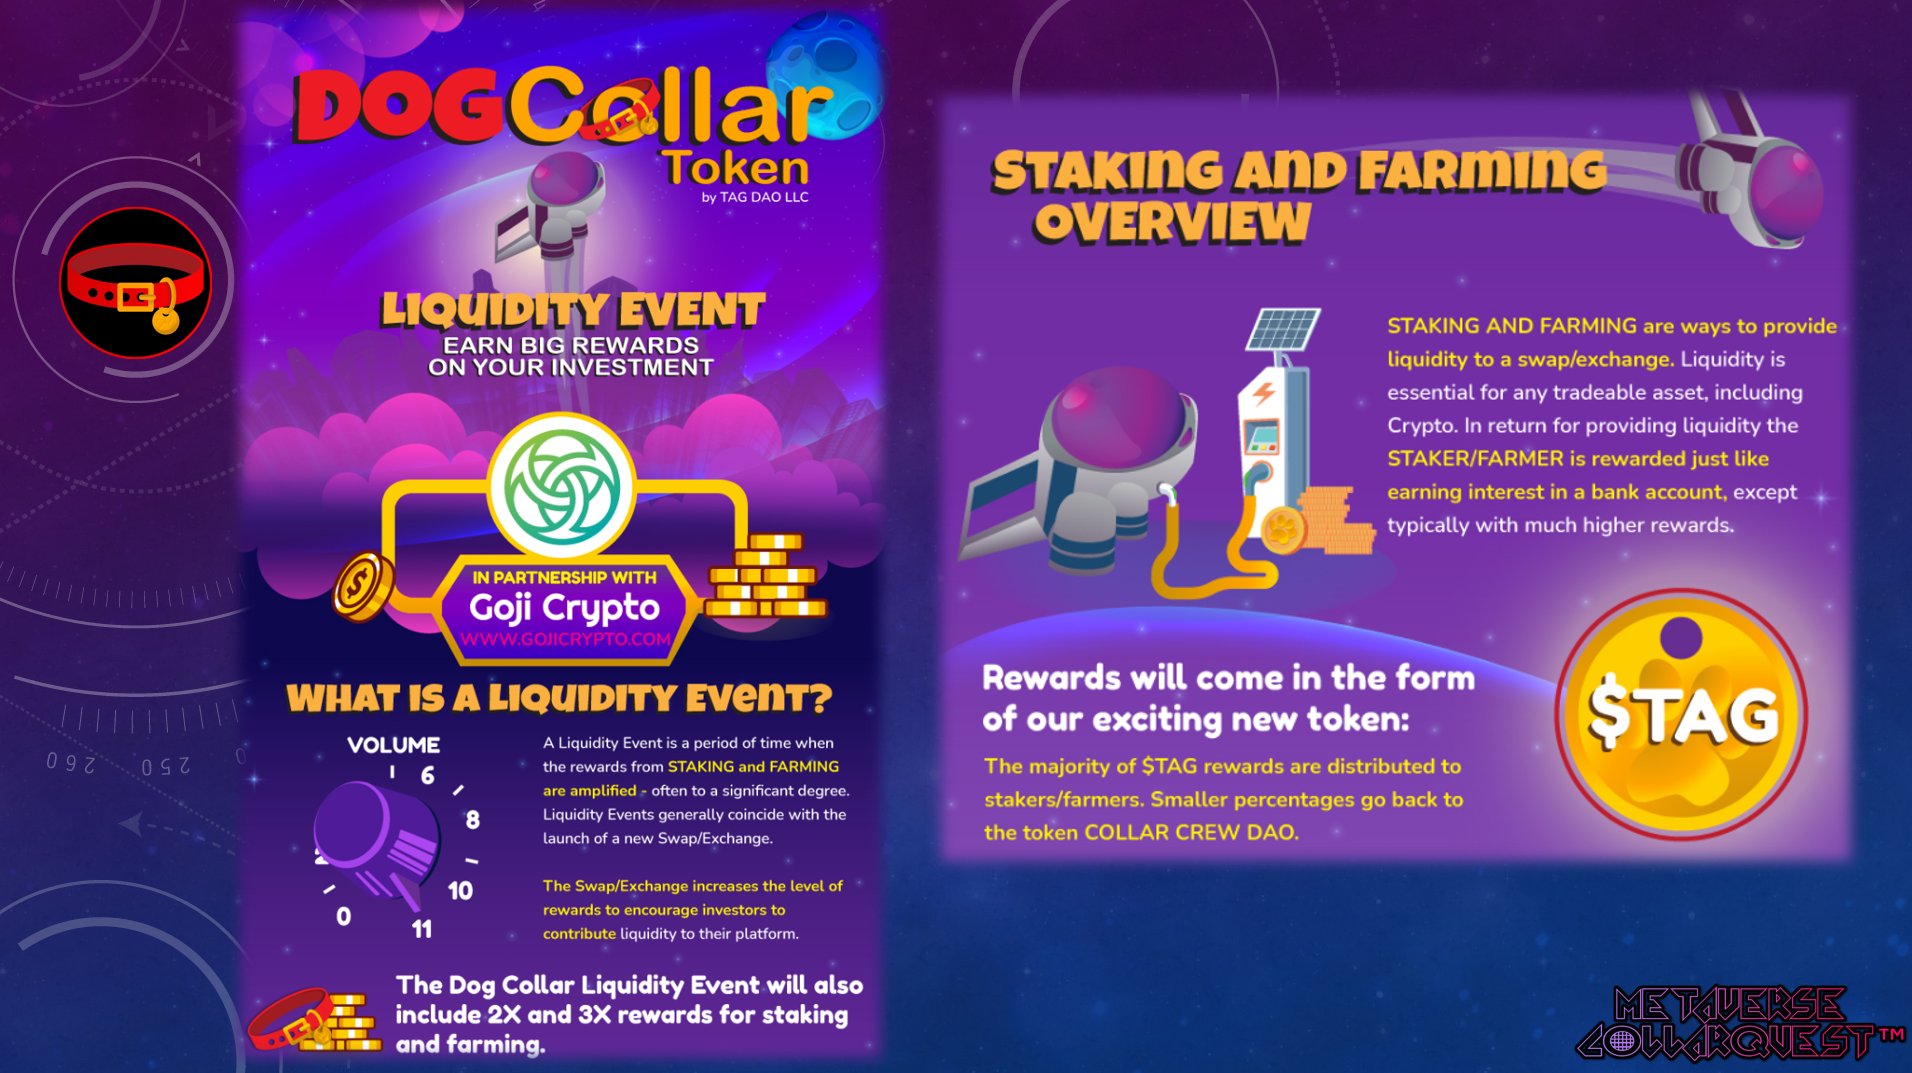 DOGCollar
Token
by TAG DAO LLC
LIQUIDITY EVENT
EARN BIG REWARDS
ON YOUR INVESTMENT
IN PARTNERSHIP WITH
Goji Crypto
WWW.GOJICRYPTO.COM
WHAT IS A LIQUIDITY EVENT?
VOLUME
6
8
10
11
0
A Liquidity Event is a period of time when
the rewards from STAKING and FARMING
are amplified - often to a significant degree.
Liquidity Events generally coincide with the
launch of a new Swap/Exchange.
The Swap/Exchange increases the level of
rewards to encourage investors to
contribute liquidity to their platform.
The Dog Collar Liquidity Event will also
include 2X and 3X rewards for staking
and farming.
STAKING AND FARMING
OVERVIEW
STAKING AND FARMING are ways to provide
liquidity to a swap/exchange. Liquidity is
essential for any tradeable asset, including
Crypto. In return for providing liquidity the
STAKER/FARMER is rewarded just like
earning interest in a bank account, except
typically with much higher rewards.
Rewards will come in the form
of our exciting new token:
The majority of $TAG rewards are distributed to
stakers/farmers. Smaller percentages go back to
the token COLLAR CREW DAO.
$TAG
260
250
METAVERSE
COLLARQUEST™